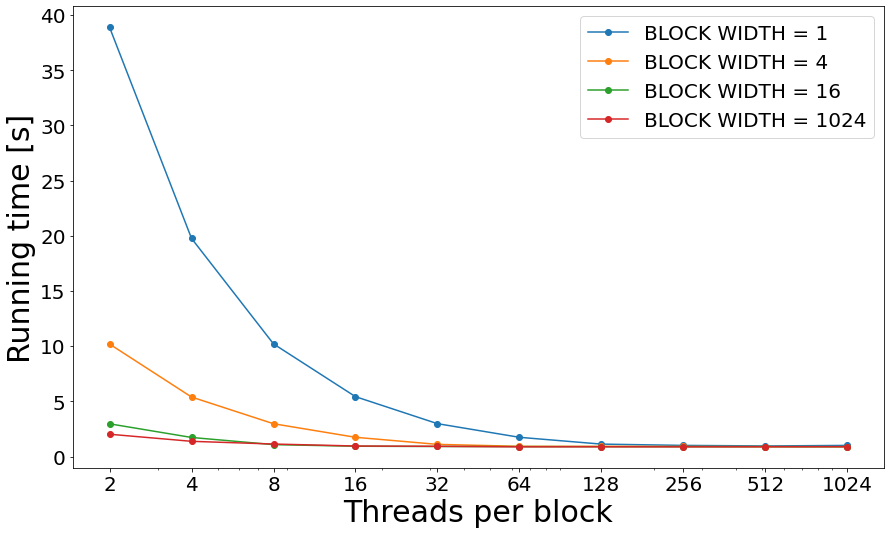 BLOCK WIDTH = 1
BLOCK WIDTH = 4
BLOCK WIDTH = 16
BLOCK WIDTH = 1024
Running time [s]
40
35
30
25
20
15
10
5
0
2 4 8 16 32 64 128 256 512 1024
Threads per block